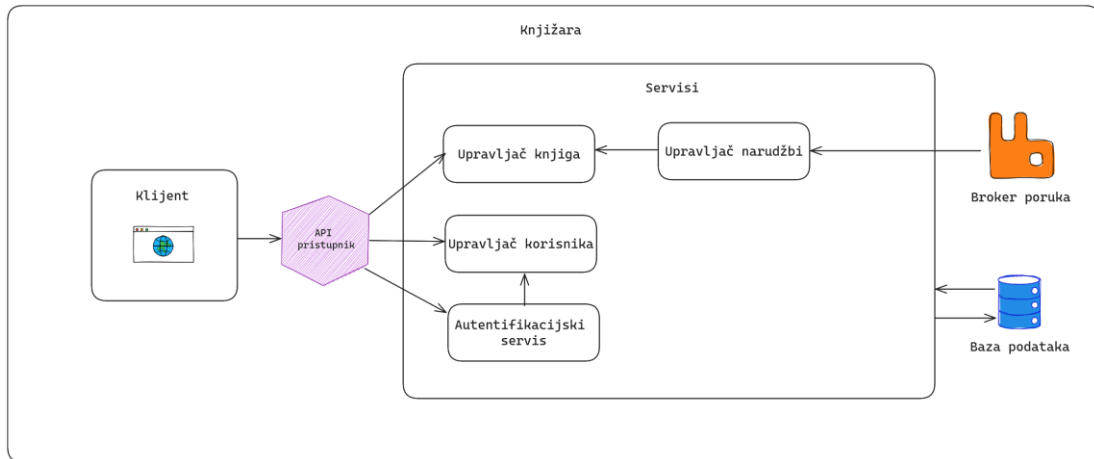 Knjižara
Servisi
Upravljač knjiga
Upravljač narudžbi
Broker poruka
Klijent
API
pristupnik
Upravljač korisnika
Autentifikacijski
servis
Baza podataka